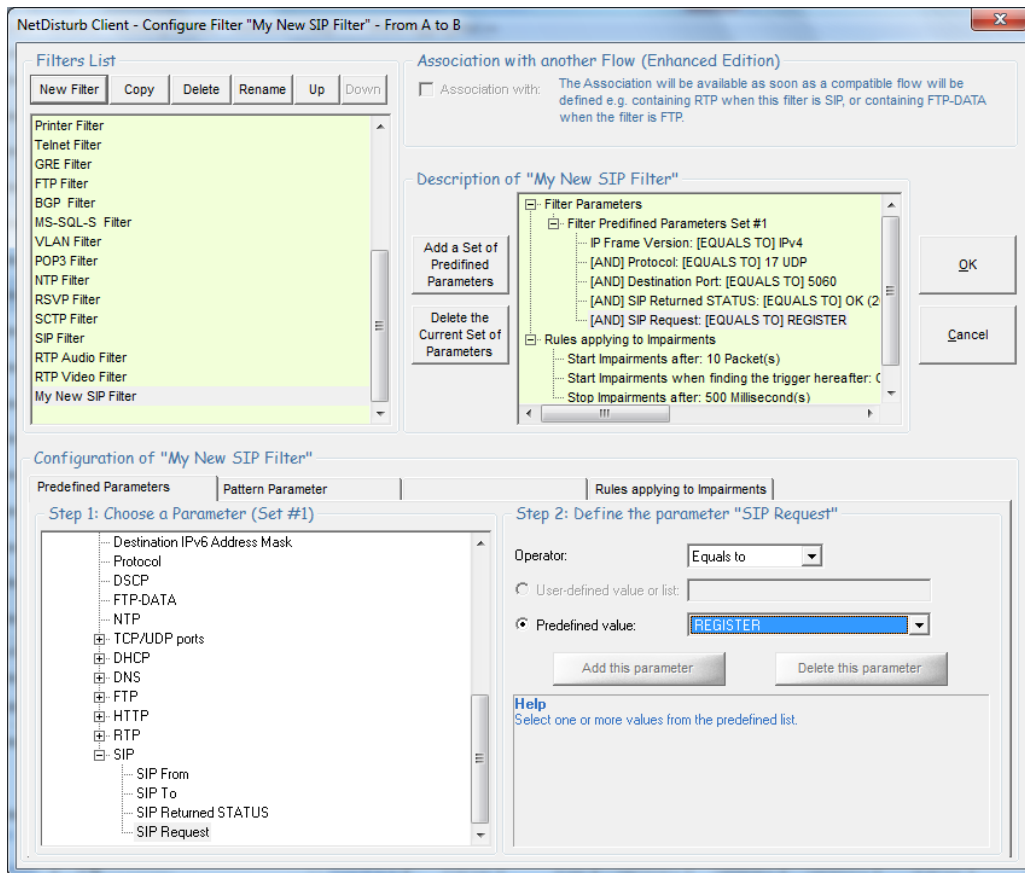 NetDisturb Client - Configure Filter "My New SIP Filter" - From A to B
Filters List
New Filter
Copy
Delete
Rename
Up
Down
Printer Filter
Telnet Filter
GRE Filter
FTP Filter
BGP Filter
MS-SQL-S Filter
VLAN Filter
POP3 Filter
NTP Filter
RSVP Filter
SCTP Filter
SIP Filter
RTP Audio Filter
RTP Video Filter
My New SIP Filter
Association with another Flow (Enhanced Edition)
Association with:
The Association will be available as soon as a compatible flow will be
defined e.g. containing RTP when this filter is SIP, or containing FTP-DATA
when the filter is FTP.
Description of "My New SIP Filter"
Add a Set of
Predifined
Parameters
Delete the
Current Set of
Parameters
Filter Parameters
Filter Predifined Parameters Set #1
IP Frame Version: [EQUALS TO] IPv4
[AND] Protocol: [EQUALS TO] 17 UDP
[AND] Destination Port: [EQUALS TO] 5060
[AND] SIP Returned STATUS: [EQUALS TO] OK (2
[AND] SIP Request: [EQUALS TO] REGISTER
Rules applying to Impairments
Start Impairments after: 10 Packet(s)
Start Impairments when finding the trigger hereafter:
Stop Impairments after: 500 Millisecond(s)
OK
Cancel
Configuration of "My New SIP Filter"
Predefined Parameters
Pattern Parameter
Rules applying to Impairments
Step 1: Choose a Parameter (Set #1)
Destination IPv6 Address Mask
Protocol
DSCP
FTP-DATA
NTP
TCP/UDP ports
DHCP
DNS
FTP
HTTP
RTP
SIP
SIP From
SIP To
SIP Returned STATUS
SIP Request
Step 2: Define the parameter "SIP Request"
Operator:
Equals to
User-defined value or list:
Predefined value:
REGISTER
Add this parameter
Delete this parameter
Help
Select one or more values from the predefined list.